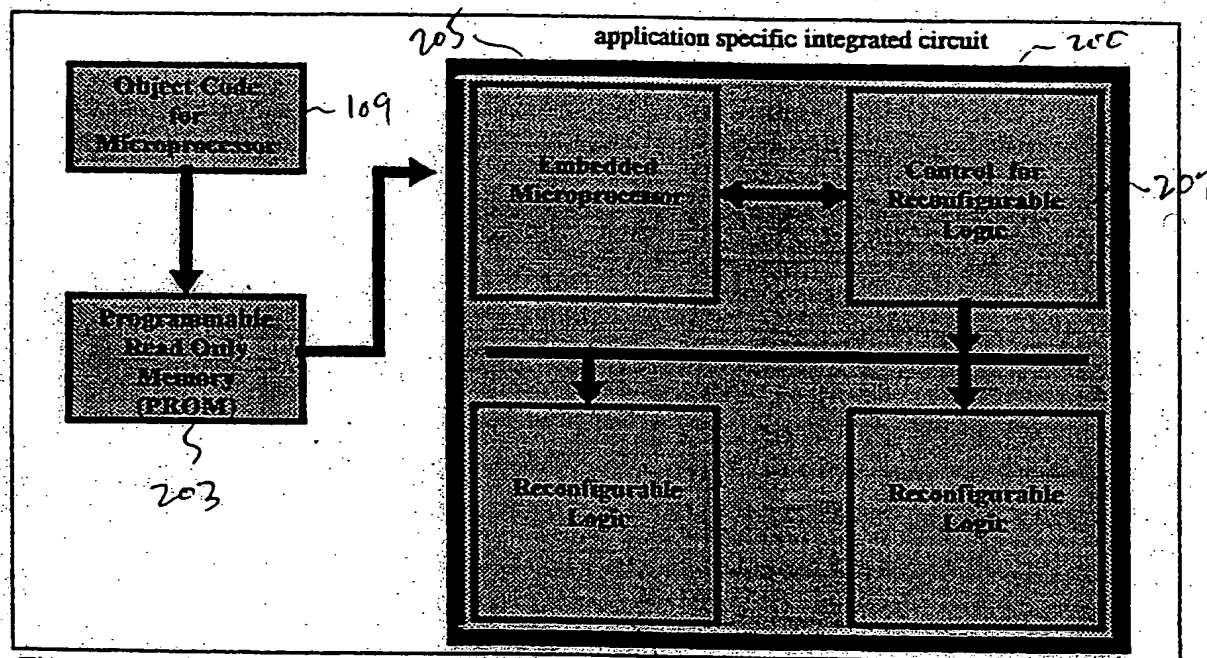 205
application specific integrated circuit
Object Code
for
Microprocessor
109
Embedded
Microprocessor
Control for
Reconfigurable
Logic
Programmable
Read Only
Memory
(PROM)
203
Reconfigurable
Logic
Reconfigurable
Logic